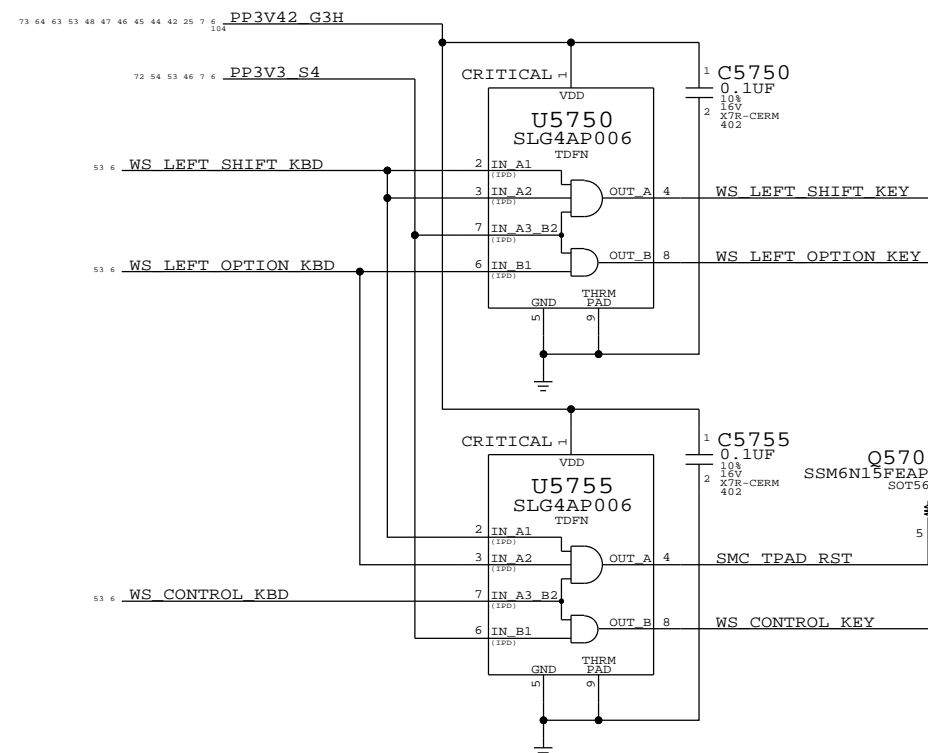 73 64 63 53 48 47 46 45 44 42 25 7 6 PP3V42_G3H
104
72 54 53 46 7 6 PP3V3_S4
CRITICAL 1
VDD
1 C5750
0.1UF
10%
16V
X7R-CERM
402
2
U5750
SLG4AP006
TDFN
53 6 WS_LEFT_SHIFT_KBD
2 IN_A1
(IPD)
3 IN_A2
(IPD)
OUT_A 4 WS_LEFT_SHIFT_KEY
7 IN_A3_B2
(IPD)
OUT_B 8 WS_LEFT_OPTION_KEY
53 6 WS_LEFT_OPTION_KBD
6 IN_B1
(IPD)
GND
THRM
PAD
5
9
CRITICAL 1
VDD
1 C5755
0.1UF
10%
16V
X7R-CERM
402
2
U5755
SLG4AP006
TDFN
Q570
SSM6N15FEAP
SOT56
5
2 IN_A1
(IPD)
3 IN_A2
(IPD)
OUT_A 4 SMC_TPAD_RST
53 6 WS_CONTROL_KBD
7 IN_A3_B2
(IPD)
6 IN_B1
(IPD)
OUT_B 8 WS_CONTROL_KEY
GND
THRM
PAD
5
9